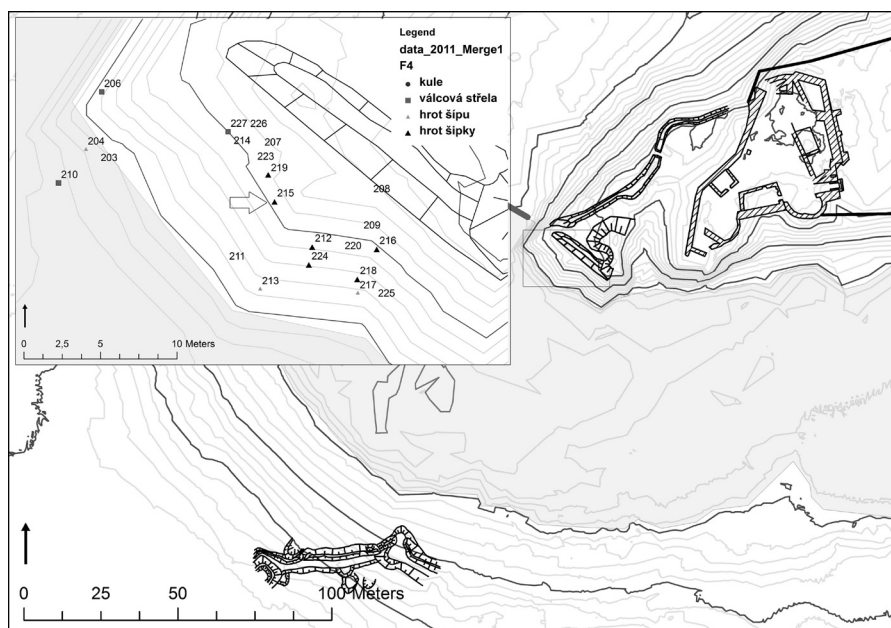 Legend
data_2011_Merge1
F4
kule
válcová střela
hrot šípu
hrot šipky
206
204
203
210
227 226
214
207
223
219
215
208
209
212
220
216
224
211
218
213
217
225
0 2,5 5 10 Meters
0 25 50 100 Meters